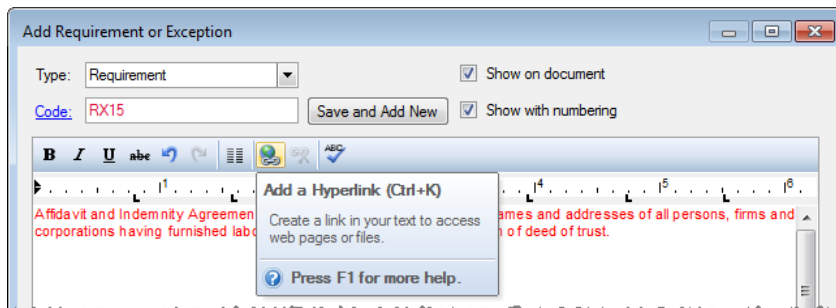 Add Requirement or Exception
Type: Requirement Show on document
Code: RX15 Save and Add New Show with numbering
B I U abc ABC
1 4 5 6
Add a Hyperlink (Ctrl+K)
Affidavit and Indemnity ames and addresses of all persons, firms and
Create a link in your text to access
corporations having furnished n of deed of trust.
web pages or files.
Press F1 for more help.